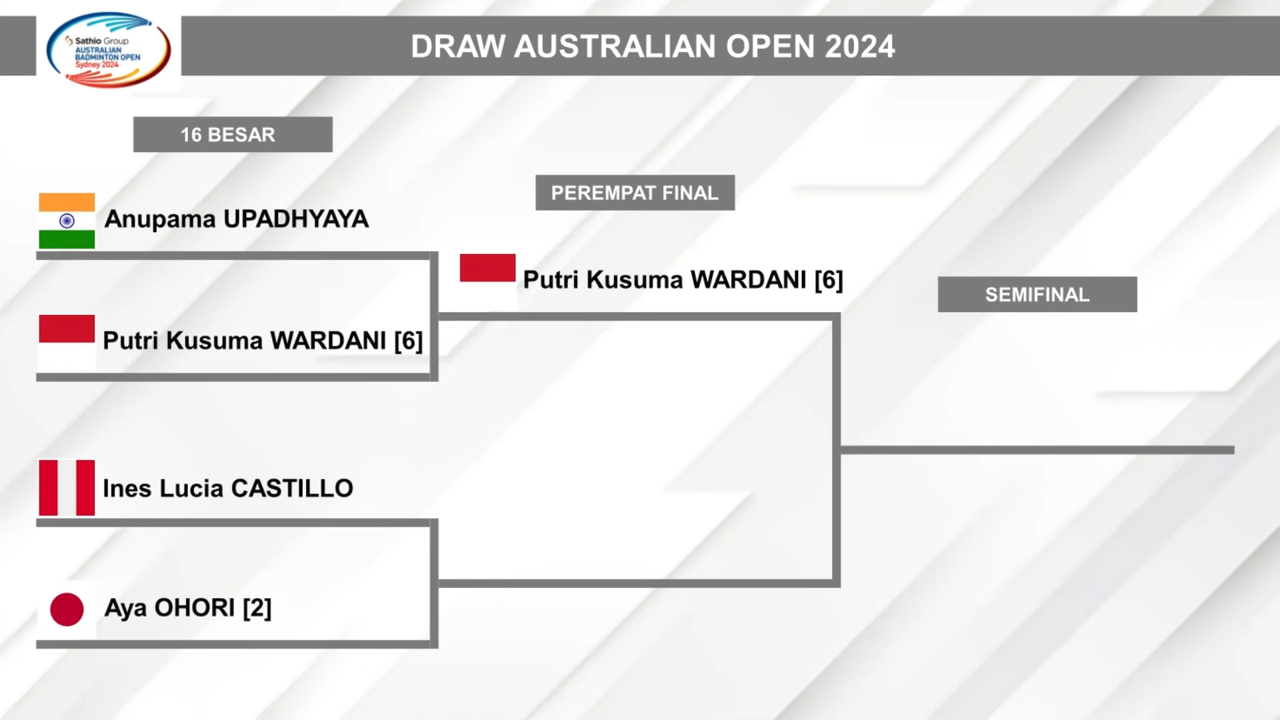 Sathio Group
AUSTRALIAN
BADMINTON OPEN
Sydney 2024
DRAW AUSTRALIAN OPEN 2024
16 BESAR
Anupama UPADHYAYA
Putri Kusuma WARDANI [6]
Ines Lucia CASTILLO
Aya OHORI [2]
PEREMPAT FINAL
Putri Kusuma WARDANI [6]
SEMIFINAL